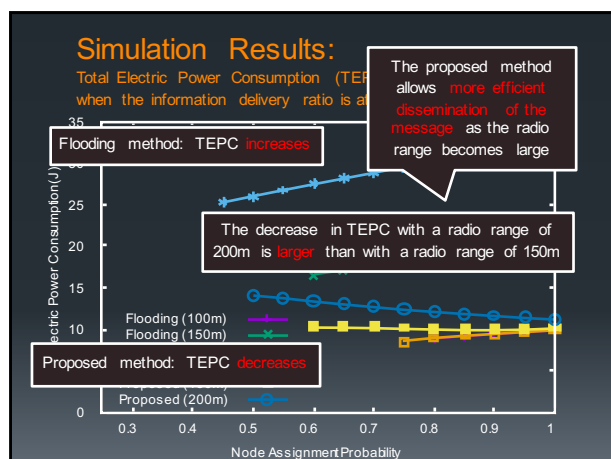 Simulation Results:
Total Electric Power Consumption (TEP
when the information delivery ratio is at
The proposed method
allows more efficient
dissemination of the
message as the radio
range becomes large
Flooding method: TEPC increases
The decrease in TEPC with a radio range of
200m is larger than with a radio range of 150m
Flooding (100m)
Flooding (150m)
Proposed method: TEPC decreases
Proposed (200m)
35
25
20
15
10
0
0.3 0.4 0.5 0.6 0.7 0.8 0.9 1
Node Assignment Probability
ectric Power Consumption(J)